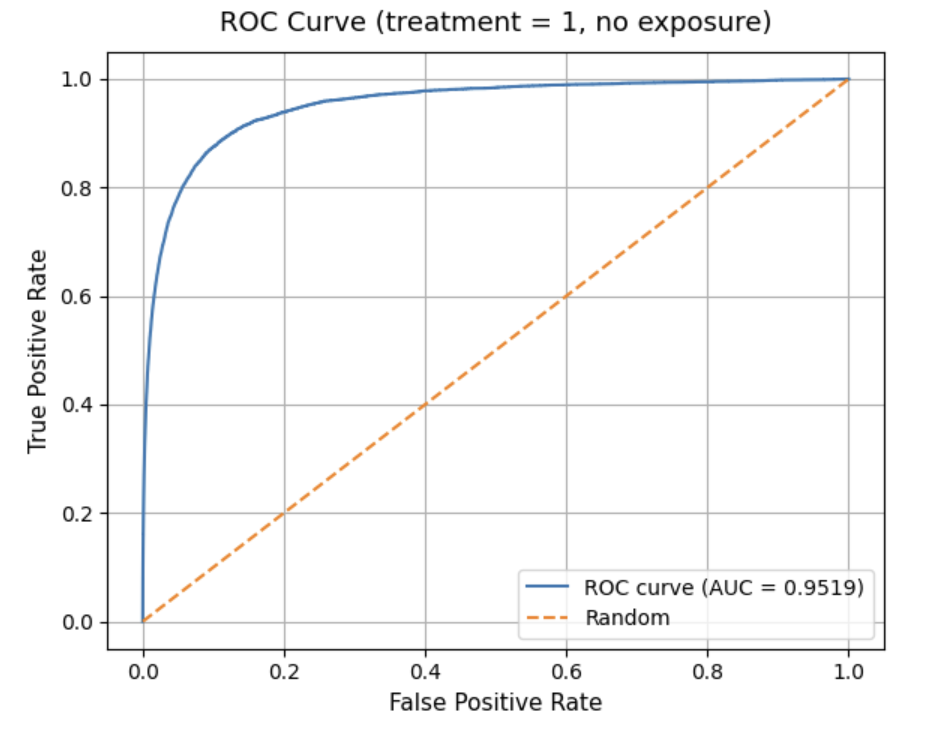 ROC Curve (treatment = 1, no exposure)
True Positive Rate
1.0
0.8
0.6
0.4
0.2
0.0
ROC curve (AUC = 0.9519)
Random
0.0 0.2 0.4 0.6 0.8 1.0
False Positive Rate